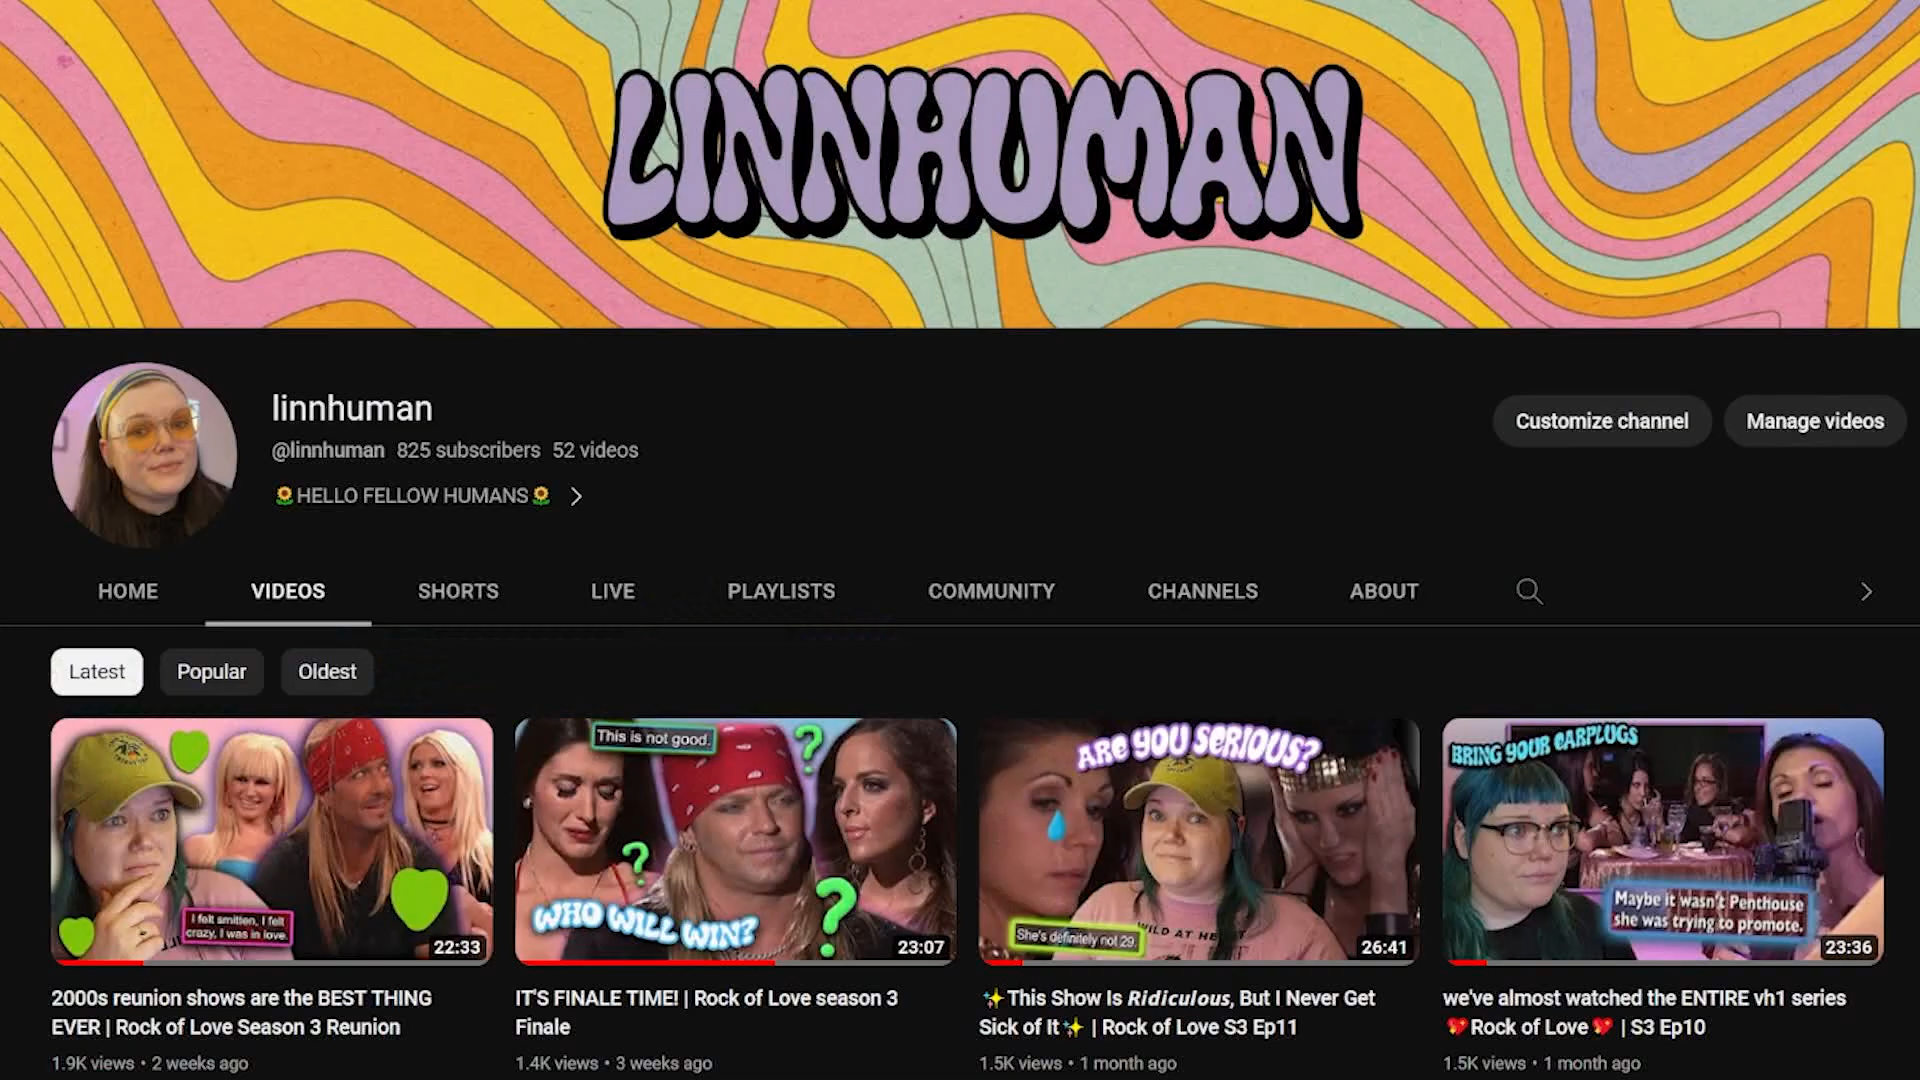 LINNHUMAN
linnhuman
@linnhuman 825 subscribers 52 videos
🌻HELLO FELLOW HUMANS🌻
Customize channel
Manage videos
HOME
VIDEOS
SHORTS
LIVE
PLAYLISTS
COMMUNITY
CHANNELS
ABOUT
Latest
Popular
Oldest
I felt smitten, I felt
crazy, I was in love.
22:33
2000s reunion shows are the BEST THING
EVER | Rock of Love Season 3 Reunion
1.9K views • 2 weeks ago
This is not good.
?
?
?
WHO WILL WIN?
23:07
IT'S FINALE TIME! | Rock of Love season 3
Finale
1.4K views • 3 weeks ago
ARE YOU SERIOUS?
She's definitely not 29.
26:41
✨This Show Is Ridiculous, But I Never Get
Sick of It✨ | Rock of Love S3 Ep11
1.5K views • 1 month ago
BRING YOUR EARPLUGS
Maybe it wasn't Penthouse
she was trying to promote.
23:36
we've almost watched the ENTIRE vh1 series
💖Rock of Love💖 | S3 Ep10
1.5K views • 1 month ago